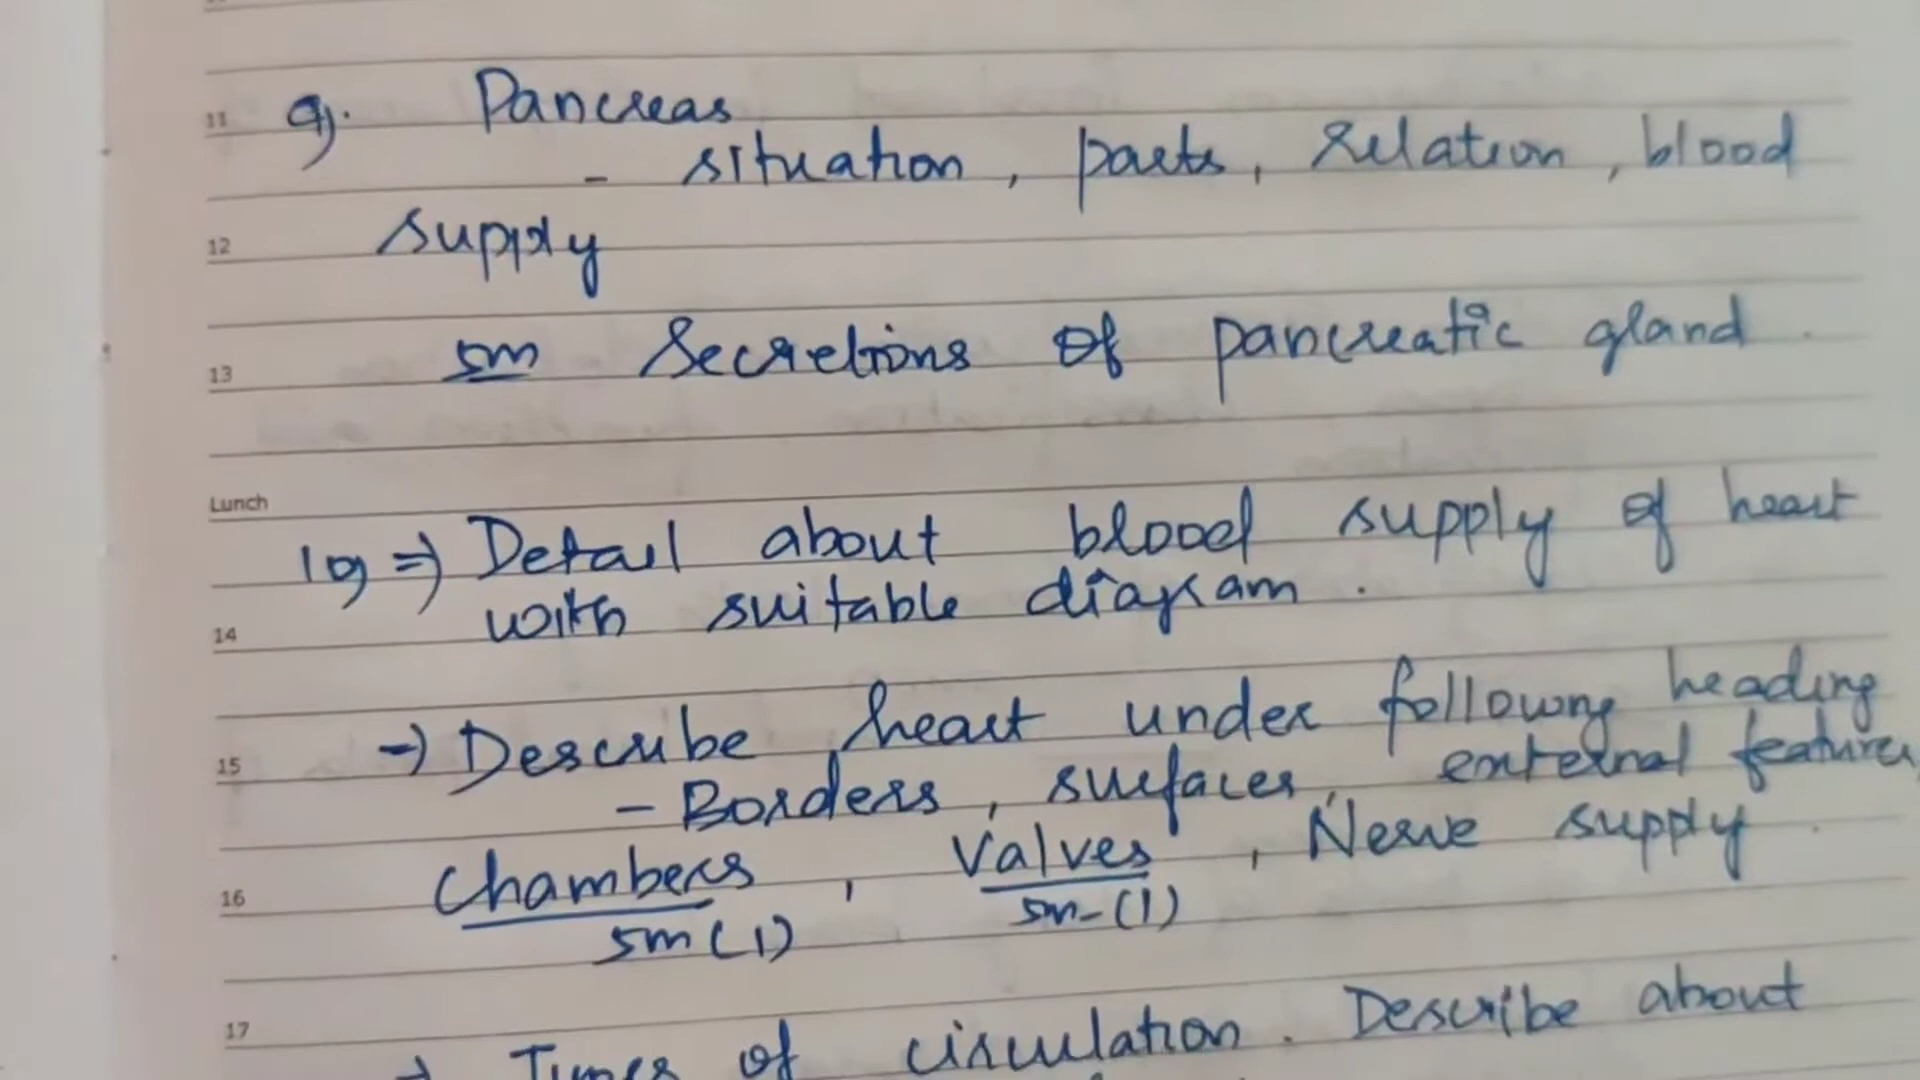 11 9). Pancreas
- situation, parts, relation, blood
12 supply
13 5m Secretions of pancreatic gland
Lunch
10) => Detail about blood supply of heart
14 with suitable diagram.
15 -> Describe heart under following heading
- Borders, surfaces, external features,
16 Chambers, Valves, Nerve supply
5m (1) 5m-(1)
17 -> Types of circulation. Describe about